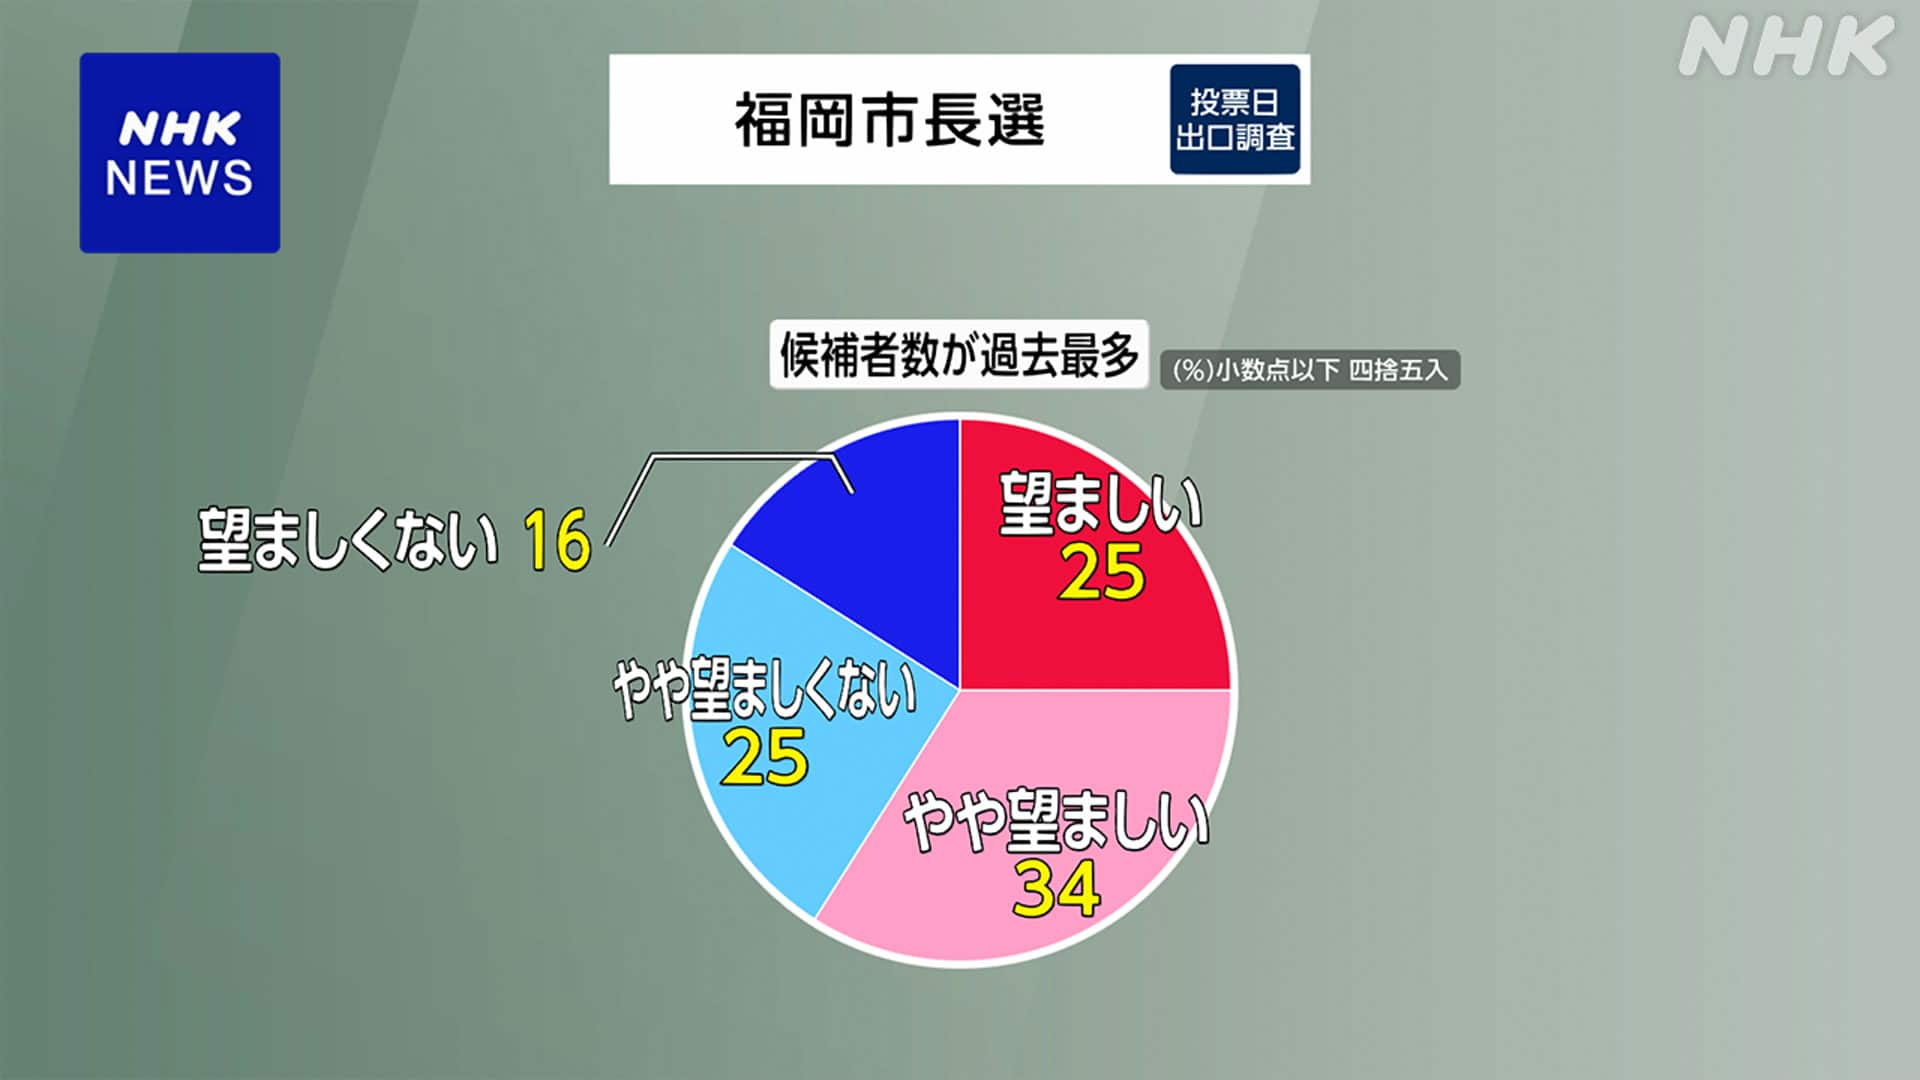 NHK
NHK
NEWS
福岡市長選
投票日
出口調査
候補者数が過去最多
(%)小数点以下 四捨五入
望ましい
25
望ましくない 16
やや望ましくない
25
やや望ましい
34